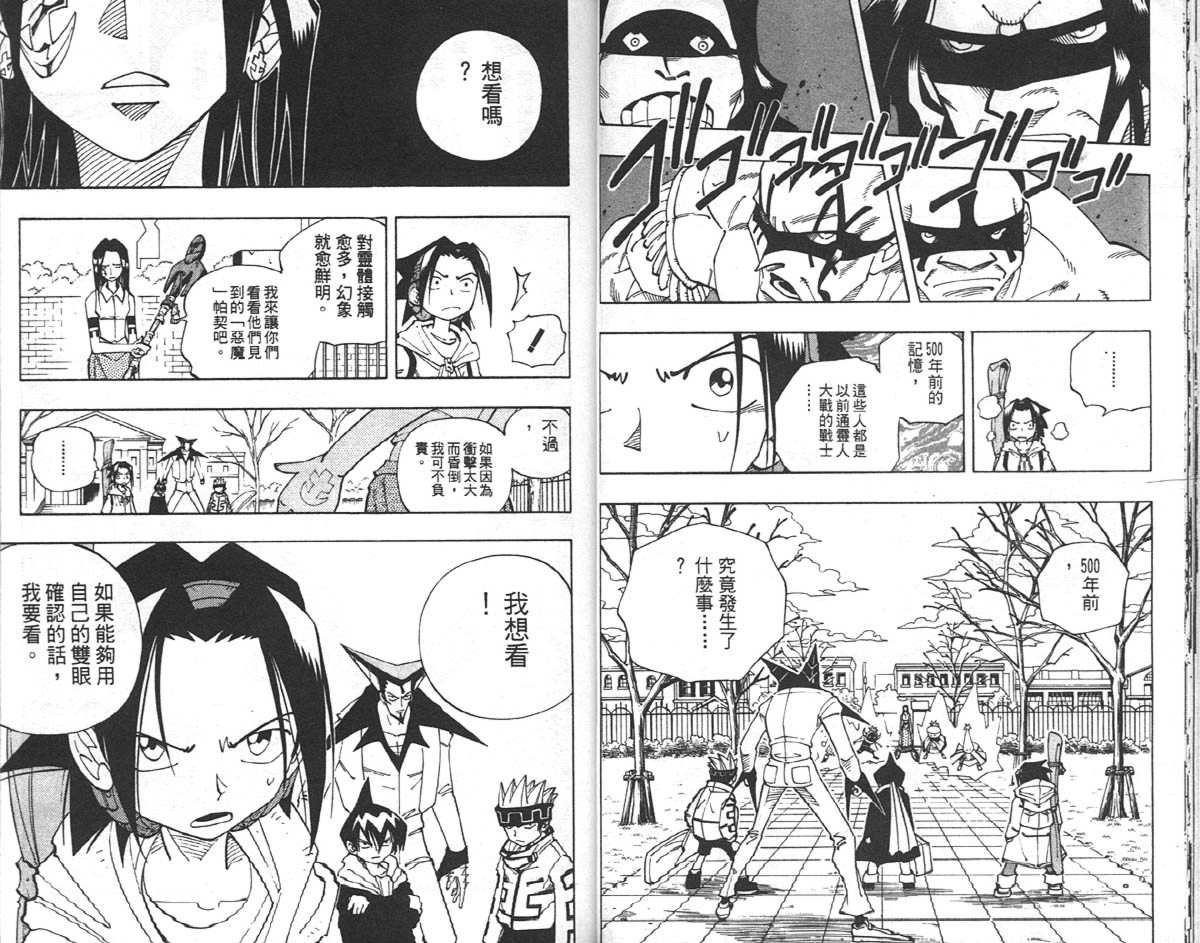 ゴゴゴゴゴゴ
………
500年前的
記憶，
這些人都是
以前通靈人
大戰的戰士
……
500年前
，
究竟發生了
什麼事……
？
想看嗎
？
！
對靈體接觸
愈多，幻象
就愈鮮明。
我來讓你們
看看他們見
到的「惡魔
」帕契吧。
不過
，
如果因為
衝擊太大
而昏倒，
我可不負
責。
………
我想看
！
如果能夠用
自己的雙眼
確認的話，
我要看。